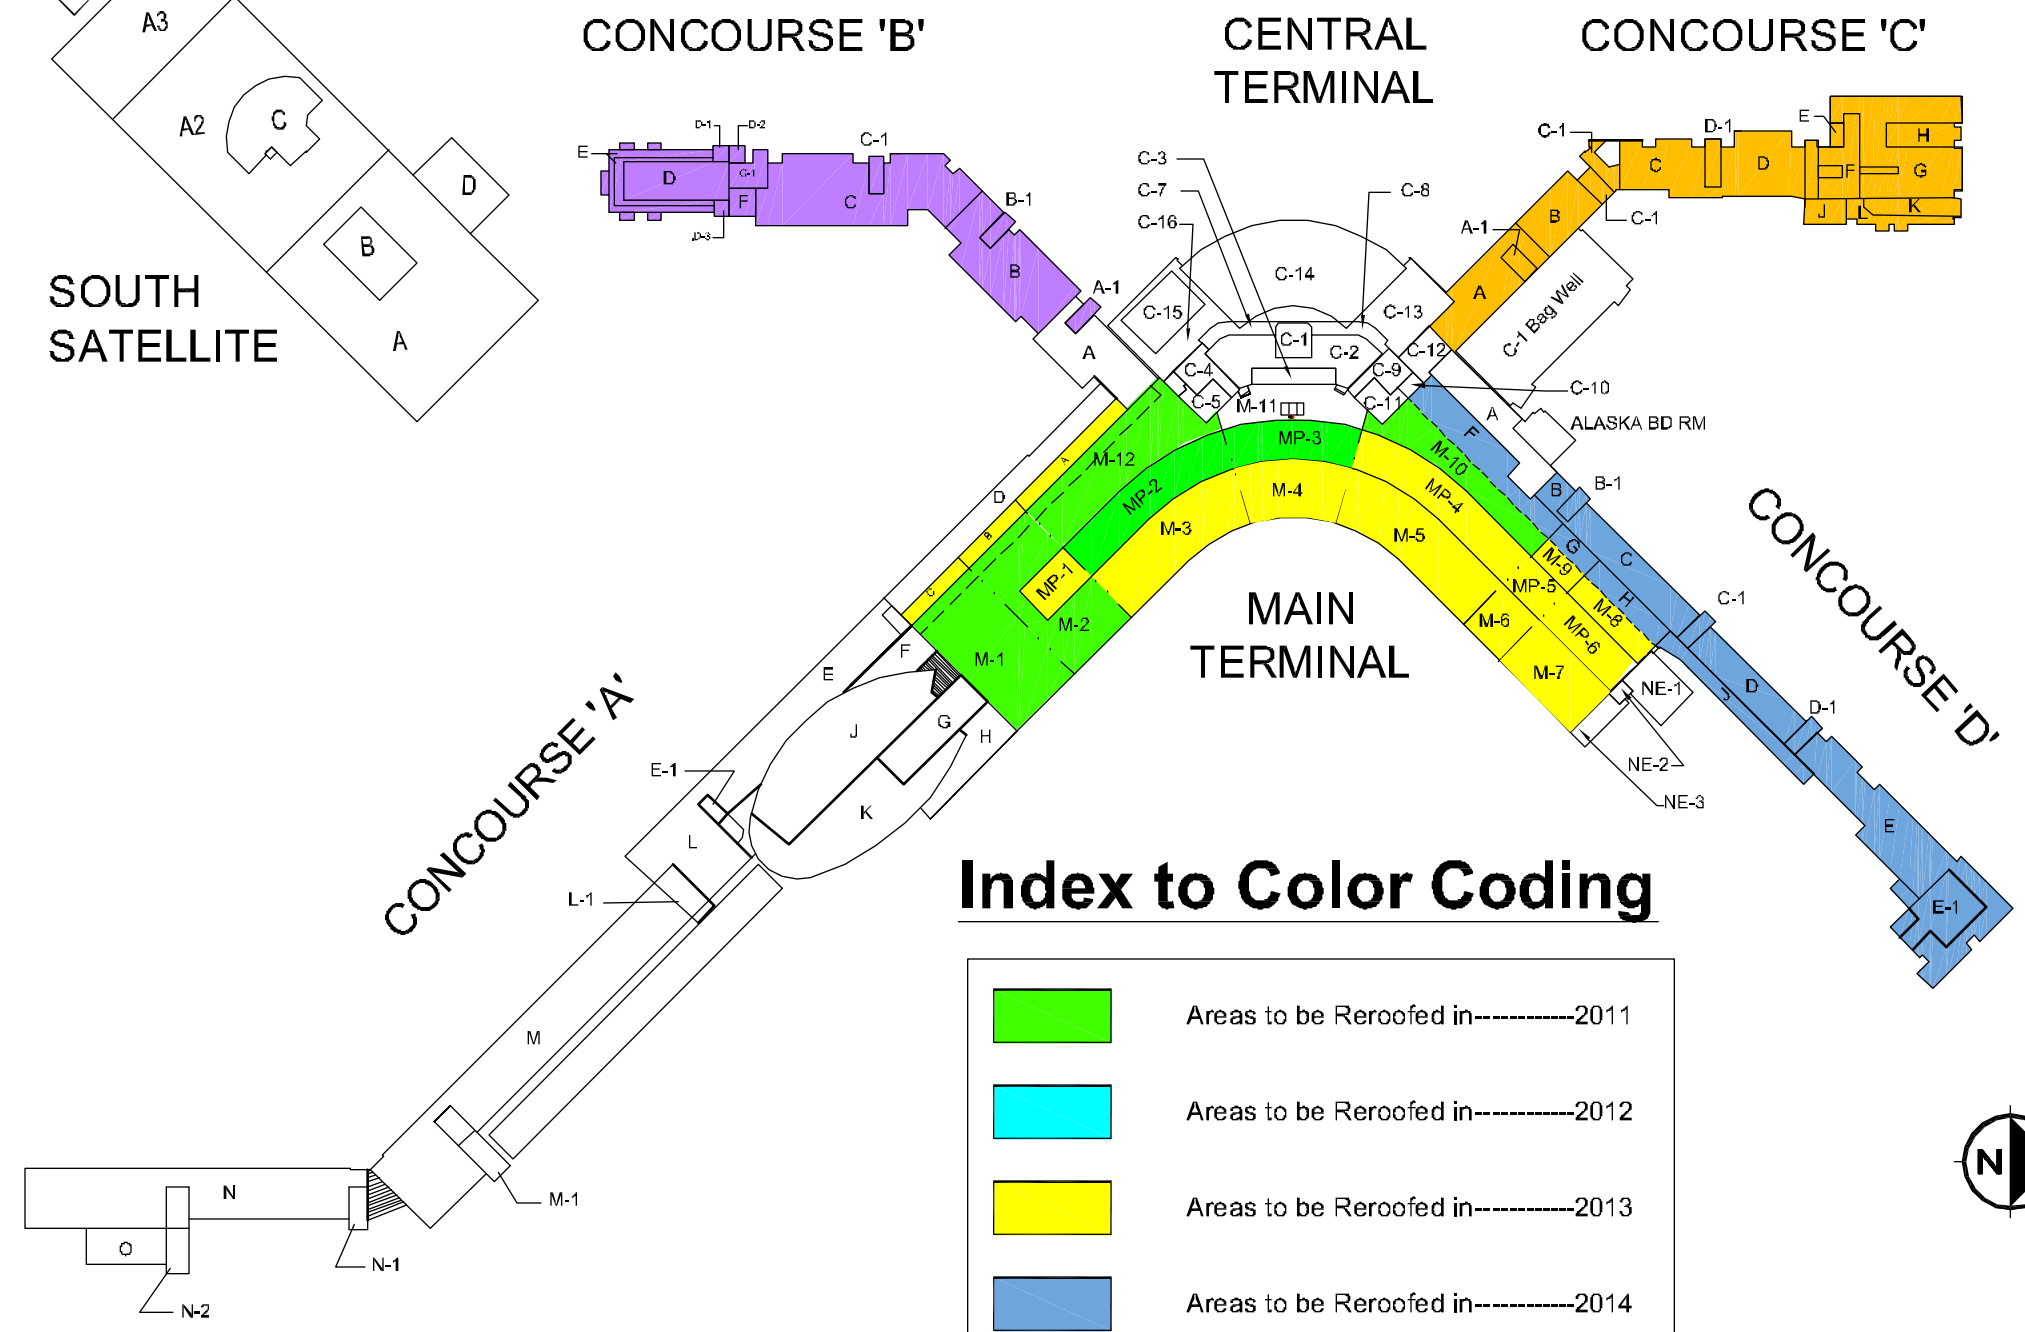 A3
CONCOURSE 'B'
CENTRAL
TERMINAL
CONCOURSE 'C'
A2
C
D
B
A
SOUTH
SATELLITE
D-1
D-2
C-1
E
D
C-1
F
C
D-3
B-1
B
A-1
A
C-3
C-7
C-16
C-8
C-14
C-15
C-13
C-1
C-2
C-12
C-4
C-9
C-5
C-11
C-10
M-11
C-1
D-1
E
H
C
D
F
G
B
C-1
J
L
K
A-1
A
C-1 Bag Well
A
ALASKA BD RM
F
B
B-1
G
C
H
C-1
D
J
D-1
E
E-1
CONCOURSE 'D'
MP-3
M-10
M-12
MP-2
M-4
MP-4
M-3
M-5
A
D
B
C
MP-1
M-9
MP-5
M-8
M-2
M-6
MP-6
M-1
M-7
MAIN
TERMINAL
NE-1
NE-2
NE-3
CONCOURSE 'A'
F
E
G
J
H
E-1
K
L
L-1
M
M-1
N
O
N-1
N-2
Index to Color Coding
Areas to be Reroofed in------------2011
Areas to be Reroofed in------------2012
Areas to be Reroofed in------------2013
Areas to be Reroofed in------------2014
N